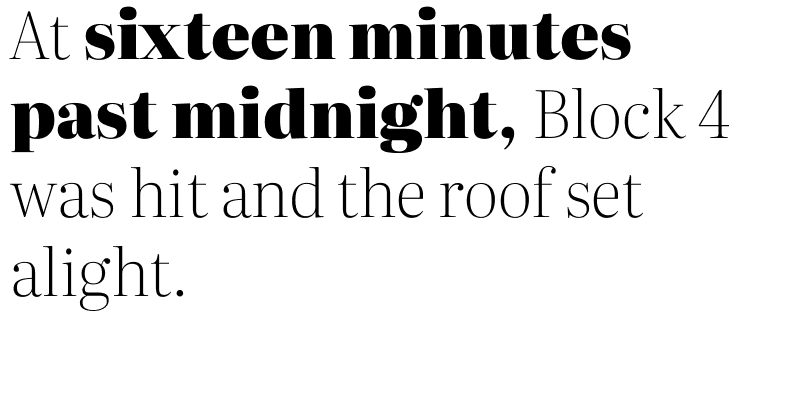 At sixteen minutes
past midnight, Block 4
was hit and the roof set
alight.